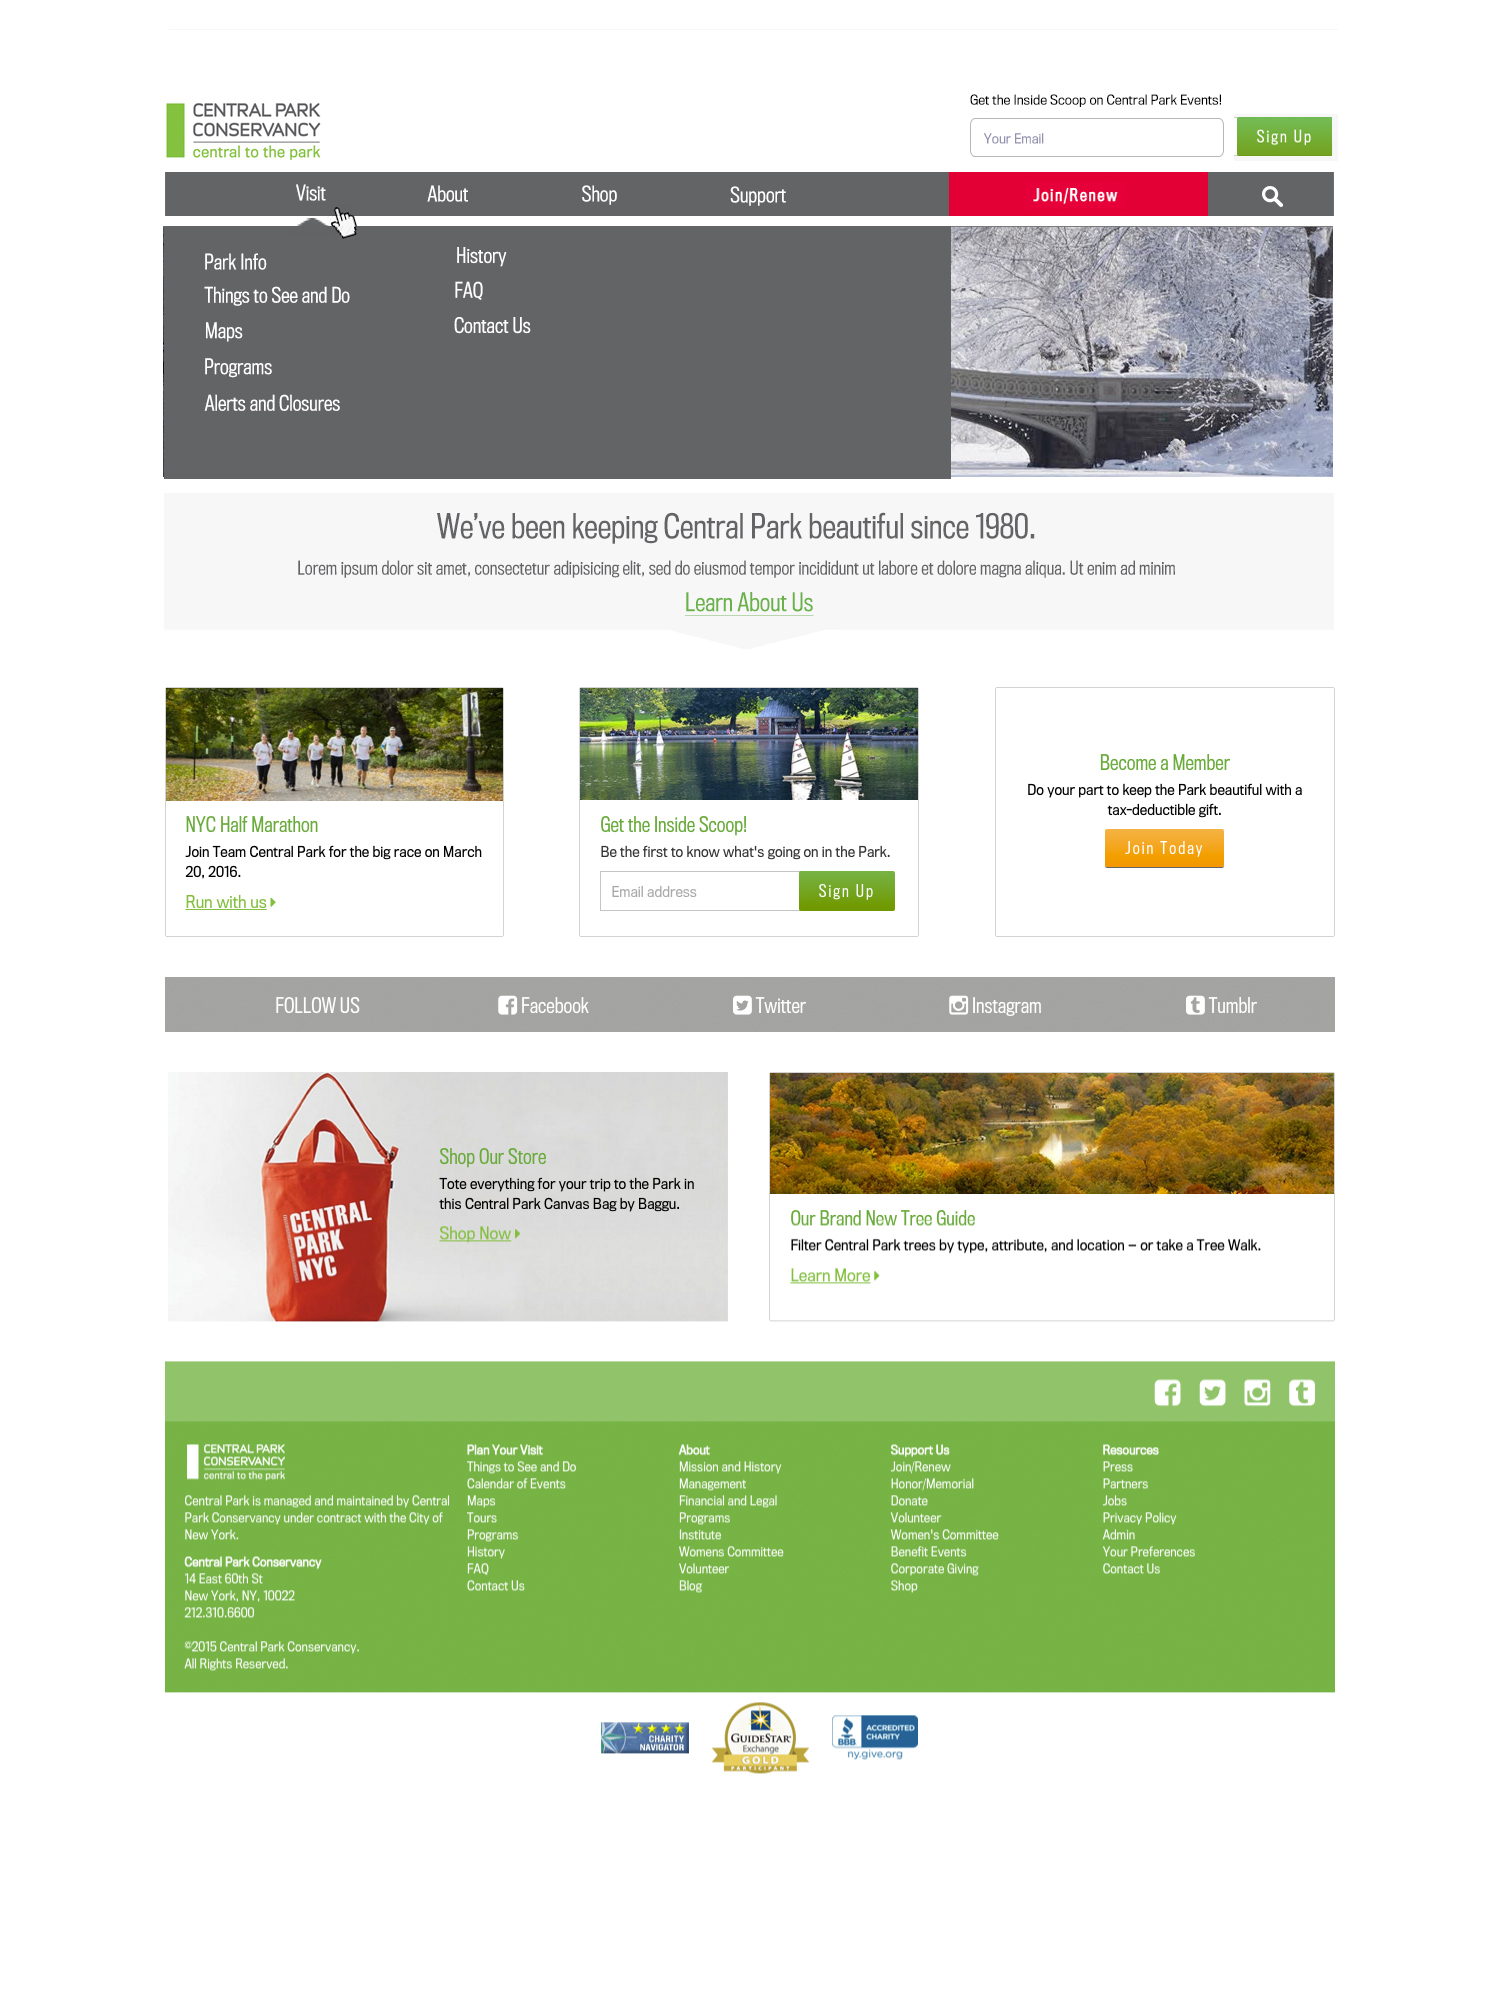 CENTRAL PARK
CONSERVANCY
central to the park
Get the Inside Scoop on Central Park Events!
Your Email
Sign Up
Visit
About
Shop
Support
Join/Renew
Park Info
Things to See and Do
Maps
Programs
Alerts and Closures
History
FAQ
Contact Us
We've been keeping Central Park beautiful since 1980.
Lorem ipsum dolor sit amet, consectetur adipisicing elit, sed do eiusmod tempor incididunt ut labore et dolore magna aliqua. Ut enim ad minim
Learn About Us
NYC Half Marathon
Join Team Central Park for the big race on March
20, 2016.
Run with us
Get the Inside Scoop!
Be the first to know what's going on in the Park.
Email address
Sign Up
Become a Member
Do your part to keep the Park beautiful with a
tax-deductible gift.
Join Today
FOLLOW US
Facebook
Twitter
Instagram
Tumblr
CENTRAL
PARK
NYC
Shop Our Store
Tote everything for your trip to the Park in
this Central Park Canvas Bag by Baggu.
Shop Now
Our Brand New Tree Guide
Filter Central Park trees by type, attribute, and location – or take a Tree Walk.
Learn More
CENTRAL PARK
CONSERVANCY
central to the park
Central Park is managed and maintained by Central
Park Conservancy under contract with the City of
New York.
Central Park Conservancy
14 East 60th St
New York, NY, 10022
212.310.6600
©2015 Central Park Conservancy.
All Rights Reserved.
Plan Your Visit
Things to See and Do
Calendar of Events
Maps
Tours
Programs
History
FAQ
Contact Us
About
Mission and History
Management
Financial and Legal
Programs
Institute
Womens Committee
Volunteer
Blog
Support Us
Join/Renew
Honor/Memorial
Donate
Volunteer
Women's Committee
Benefit Events
Corporate Giving
Shop
Resources
Press
Partners
Jobs
Privacy Policy
Admin
Your Preferences
Contact Us
CHARITY
NAVIGATOR
GUIDESTAR
Exchange
GOLD
PARTICIPANT
BBB
ACCREDITED
CHARITY
ny.give.org